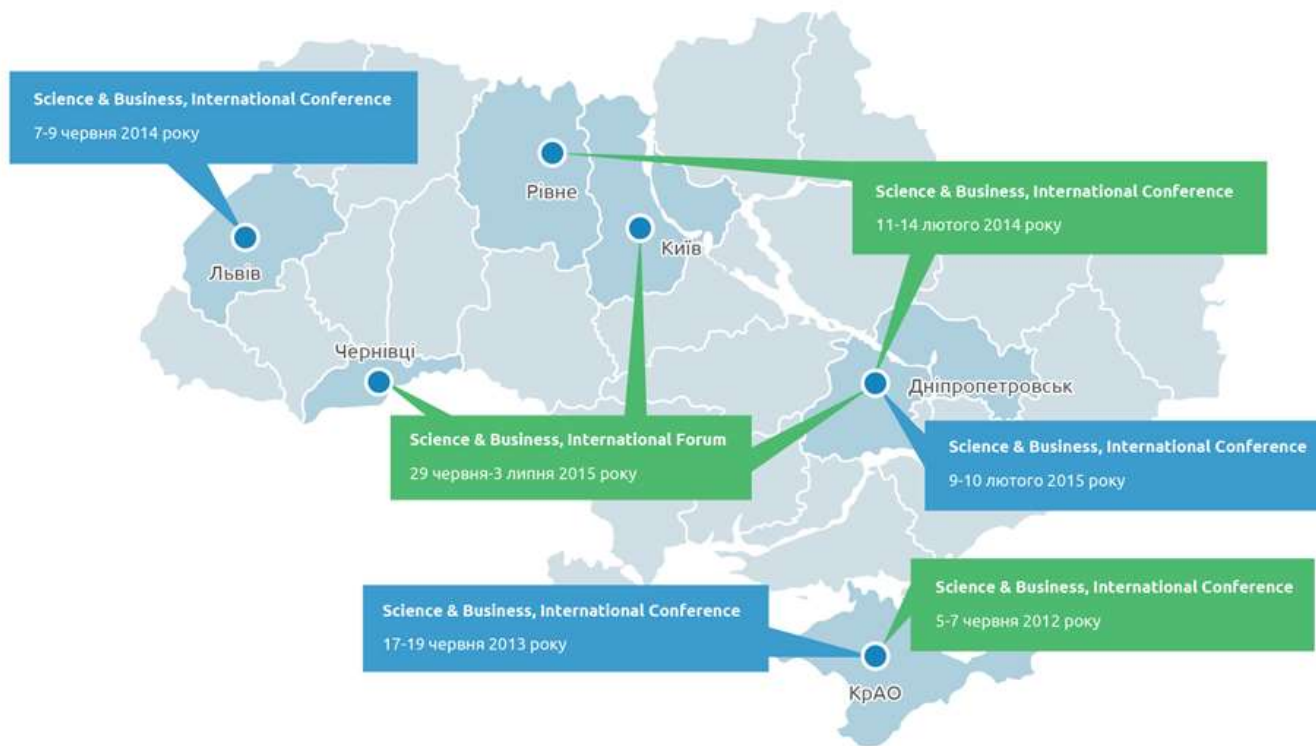 Science & Business, International Conference
7-9 червня 2014 року
Рівне
Science & Business, International Conference
11-14 лютого 2014 року
Київ
Львів
Чернівці
Дніпропетровськ
Science & Business, International Forum
29 червня-3 липня 2015 року
Science & Business, International Conference
9-10 лютого 2015 року
Science & Business, International Conference
5-7 червня 2012 року
Science & Business, International Conference
17-19 червня 2013 року
КрАО